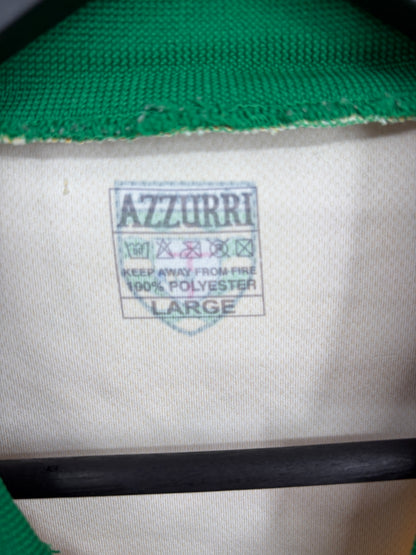 AZZURRI
KEEP AWAY FROM FIRE
100% POLYESTER
LARGE